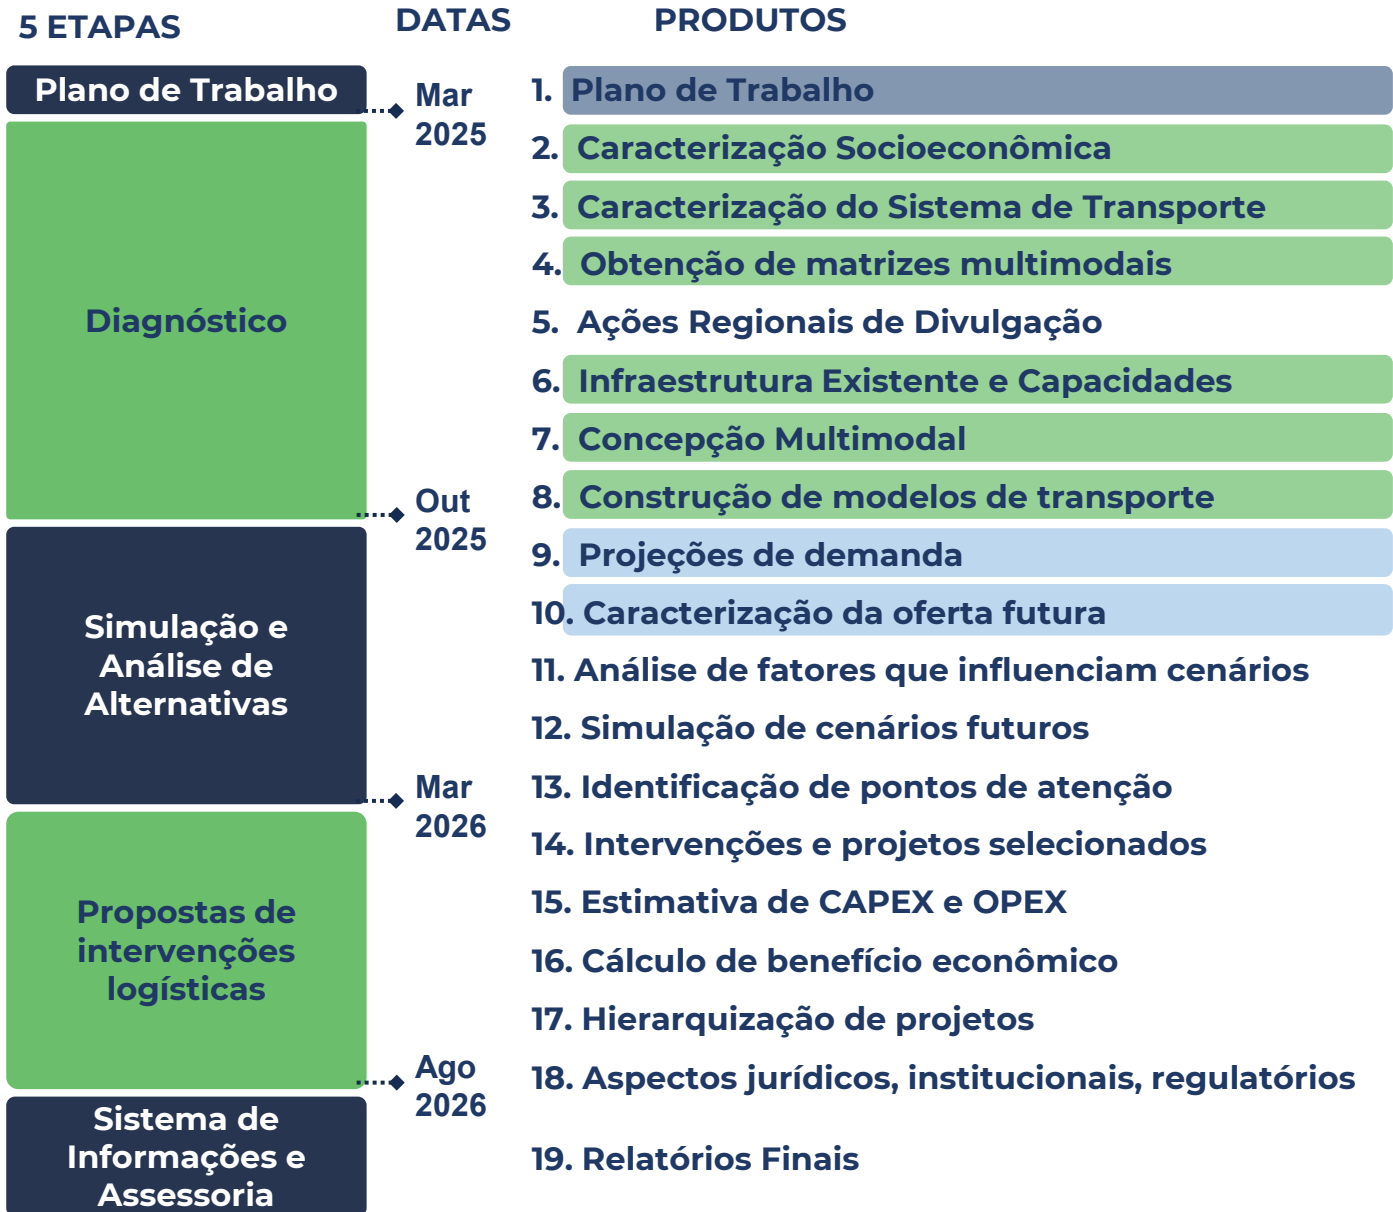 5 ETAPAS
DATAS
PRODUTOS
Plano de Trabalho
Diagnóstico
Simulação e
Análise de
Alternativas
Propostas de
intervenções
logísticas
Sistema de
Informações e
Assessoria
Mar
2025
Out
2025
Mar
2026
Ago
2026
1. Plano de Trabalho
2. Caracterização Socioeconômica
3. Caracterização do Sistema de Transporte
4. Obtenção de matrizes multimodais
5. Ações Regionais de Divulgação
6. Infraestrutura Existente e Capacidades
7. Concepção Multimodal
8. Construção de modelos de transporte
9. Projeções de demanda
10. Caracterização da oferta futura
11. Análise de fatores que influenciam cenários
12. Simulação de cenários futuros
13. Identificação de pontos de atenção
14. Intervenções e projetos selecionados
15. Estimativa de CAPEX e OPEX
16. Cálculo de benefício econômico
17. Hierarquização de projetos
18. Aspectos jurídicos, institucionais, regulatórios
19. Relatórios Finais